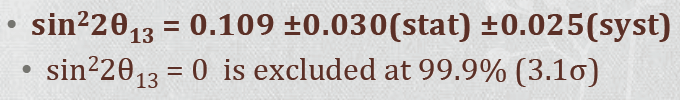 • sin²2θ₁₃ = 0.109 ±0.030(stat) ±0.025(syst)
• sin²2θ₁₃ = 0 is excluded at 99.9% (3.1σ)